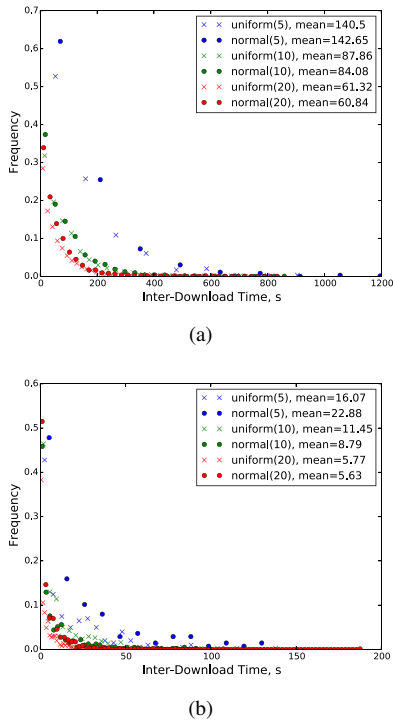 0.7
0.6
0.5
0.4
0.3
0.2
0.1
0.0
Frequency
0 200 400 600 800 1000 1200
Inter-Download Time, s
uniform(5), mean=140.5
normal(5), mean=142.65
uniform(10), mean=87.86
normal(10), mean=84.08
uniform(20), mean=61.32
normal(20), mean=60.84
(a)
0.6
0.5
0.4
0.3
0.2
0.1
0.0
Frequency
0 50 100 150 200
Inter-Download Time, s
uniform(5), mean=16.07
normal(5), mean=22.88
uniform(10), mean=11.45
normal(10), mean=8.79
uniform(20), mean=5.77
normal(20), mean=5.63
(b)